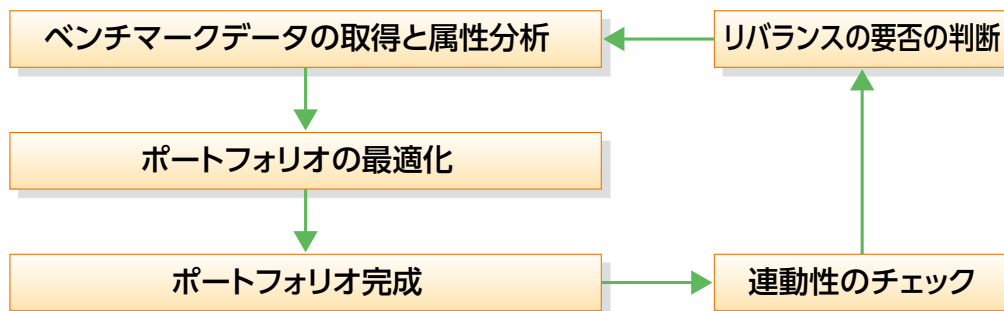 ベンチマークデータの取得と属性分析
リバランスの要否の判断
ポートフォリオの最適化
ポートフォリオ完成
連動性のチェック